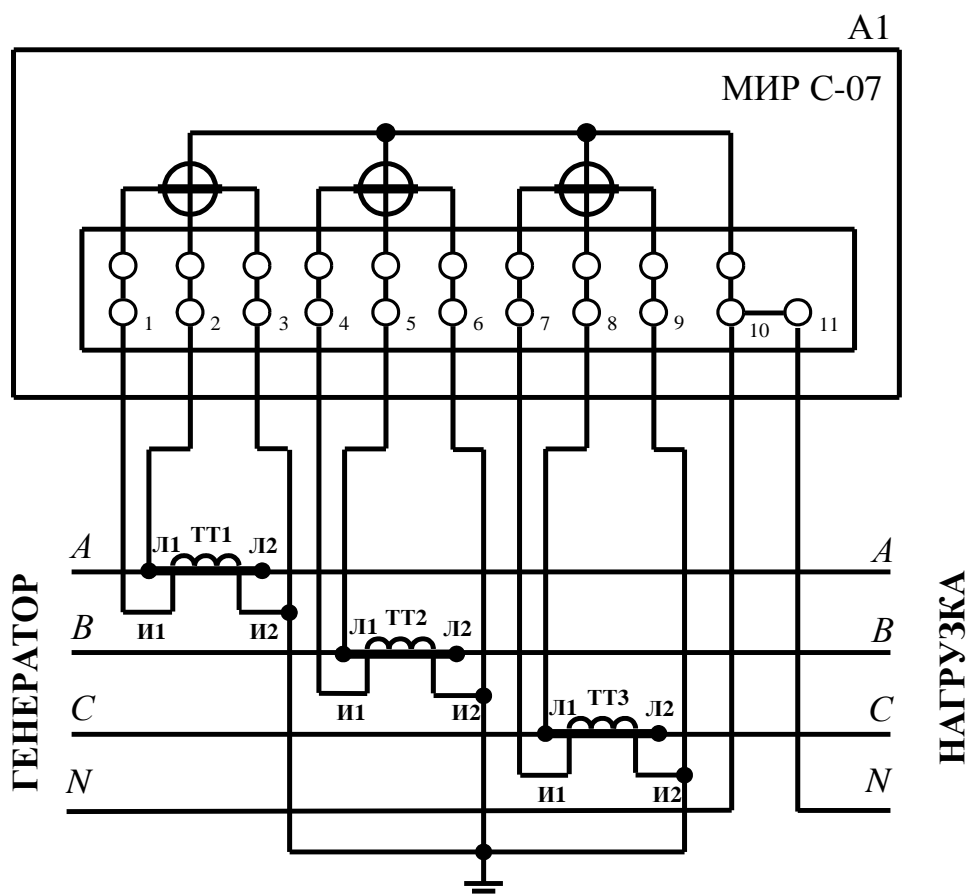 А1
МИР С-07
1 2 3 4 5 6 7 8 9 10 11
Л1 ТТ1 Л2
A A
И1 И2
Л1 ТТ2 Л2
B B
И1 И2
Л1 ТТ3 Л2
C C
И1 И2
N N
ГЕНЕРАТОР
НАГРУЗКА